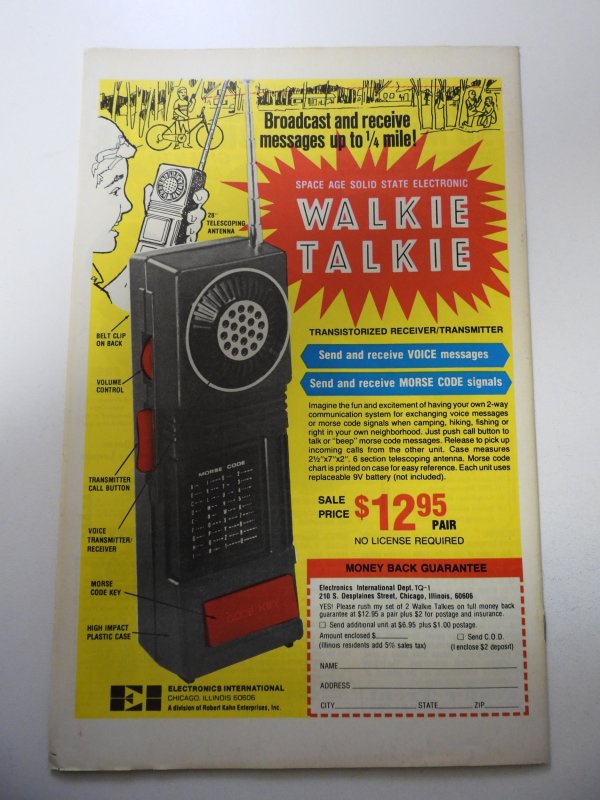 Broadcast and receive
messages up to 1/4 mile!
SPACE AGE SOLID STATE ELECTRONIC
WALKIE
TALKIE
28"
TELESCOPING
ANTENNA
BELT CLIP
ON BACK
VOLUME
CONTROL
TRANSMITTER
CALL BUTTON
VOICE
TRANSMITTER/
RECEIVER
MORSE
CODE KEY
HIGH IMPACT
PLASTIC CASE
MORSE CODE
CODE KEY
TRANSISTORIZED RECEIVER/TRANSMITTER
Send and receive VOICE messages
Send and receive MORSE CODE signals
Imagine the fun and excitement of having your own 2-way
communication system for exchanging voice messages
or morse code signals when camping, hiking, fishing or
right in your own neighborhood. Just push call button to
talk or "beep" morse code messages. Release to pick up
incoming calls from the other unit. Case measures
2½"x7"x2". 6 section telescoping antenna. Morse code
chart is printed on case for easy reference. Each unit uses
replaceable 9V battery (not included).
SALE
PRICE $12.95
PAIR
NO LICENSE REQUIRED
MONEY BACK GUARANTEE
Electronics International Dept. TQ-1
210 S. Desplaines Street, Chicago, Illinois, 60606
YES! Please rush my set of 2 Walkie Talkies on full money back
guarantee at $12.95 a pair plus $2 for postage and insurance.
□ Send additional unit at $6.95 plus $1.00 postage.
Amount enclosed $______ □ Send C.O.D.
(Illinois residents add 5% sales tax) (I enclose $2 deposit)
NAME
ADDRESS
CITY STATE ZIP
ELECTRONICS INTERNATIONAL
CHICAGO, ILLINOIS 60606
A division of Robert Kahn Enterprises, Inc.